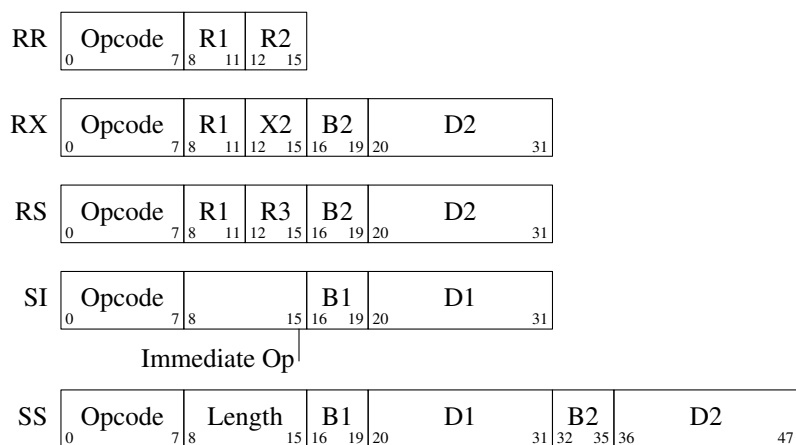 RR Opcode R1 R2
0 7 8 11 12 15
RX Opcode R1 X2 B2 D2
0 7 8 11 12 15 16 19 20 31
RS Opcode R1 R3 B2 D2
0 7 8 11 12 15 16 19 20 31
SI Opcode B1 D1
0 7 8 15 16 19 20 31
Immediate Op
SS Opcode Length B1 D1 B2 D2
0 7 8 15 16 19 20 31 32 35 36 47